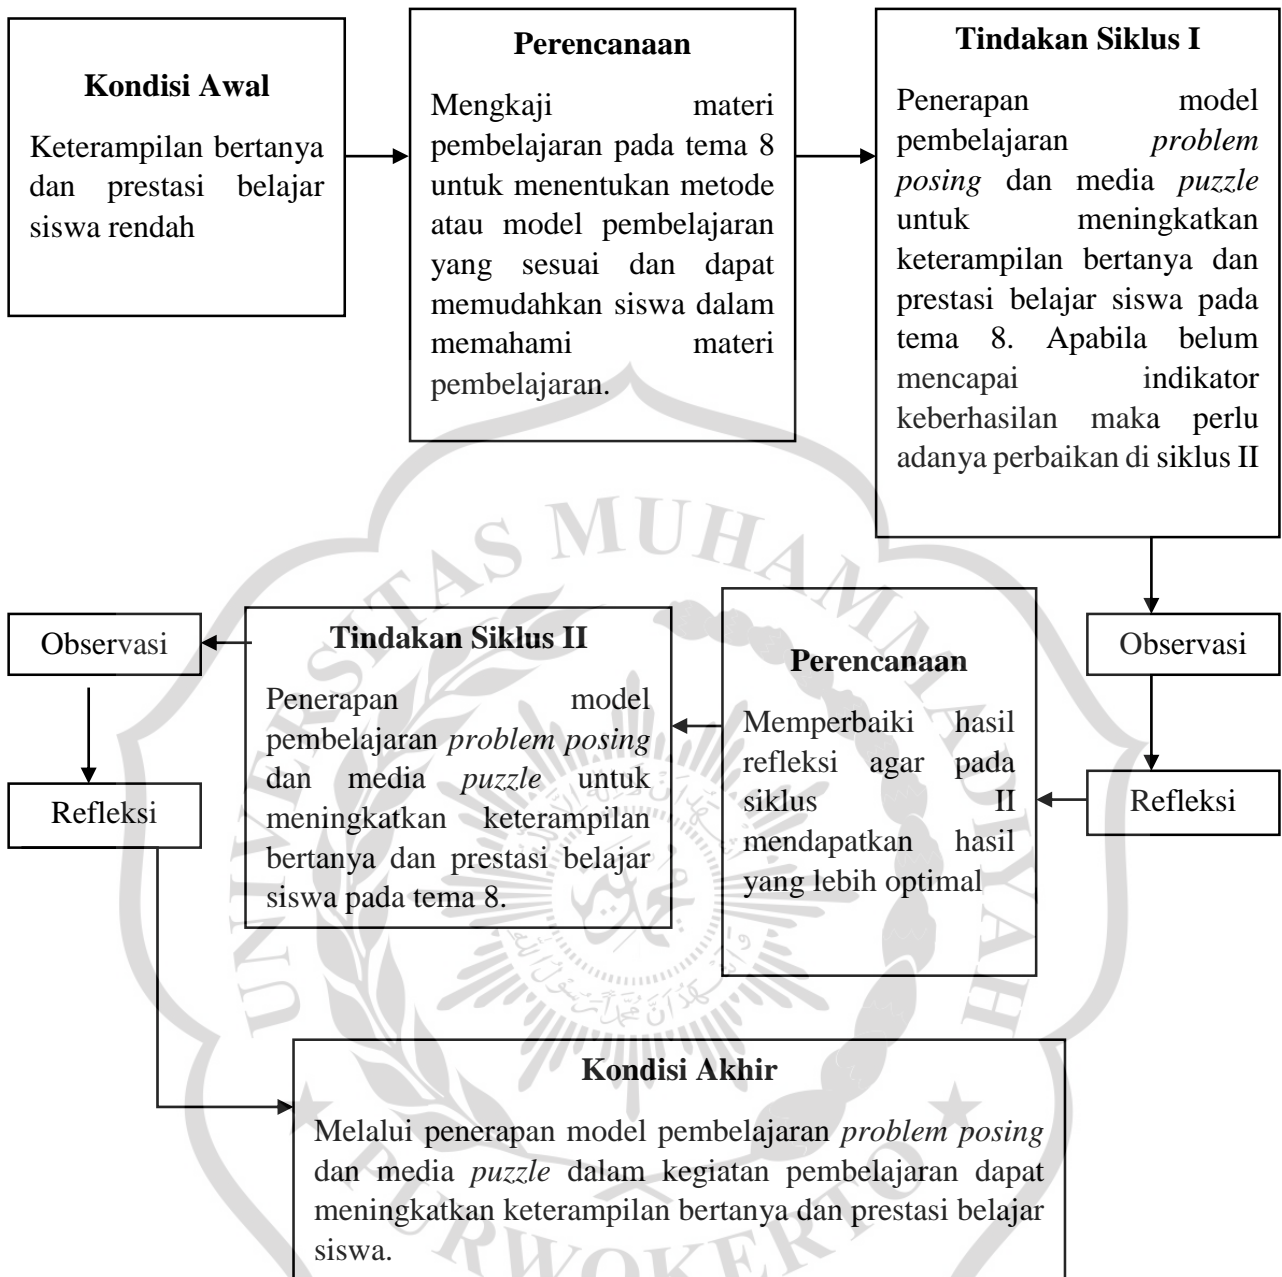 Kondisi Awal
Keterampilan bertanya
dan prestasi belajar
siswa rendah
Perencanaan
Mengkaji materi
pembelajaran pada tema 8
untuk menentukan metode
atau model pembelajaran
yang sesuai dan dapat
memudahkan siswa dalam
memahami materi
pembelajaran.
Tindakan Siklus I
Penerapan model
pembelajaran problem
posing dan media puzzle
untuk meningkatkan
keterampilan bertanya dan
prestasi belajar siswa pada
tema 8. Apabila belum
mencapai indikator
keberhasilan maka perlu
adanya perbaikan di siklus II
Observasi
Refleksi
Perencanaan
Memperbaiki hasil
refleksi agar pada
siklus II
mendapatkan hasil
yang lebih optimal
Tindakan Siklus II
Penerapan model
pembelajaran problem posing
dan media puzzle untuk
meningkatkan keterampilan
bertanya dan prestasi belajar
siswa pada tema 8.
Observasi
Refleksi
Kondisi Akhir
Melalui penerapan model pembelajaran problem posing
dan media puzzle dalam kegiatan pembelajaran dapat
meningkatkan keterampilan bertanya dan prestasi belajar
siswa.
UNIVERSITAS MUHAMMADIYAH
PURWOKERTO